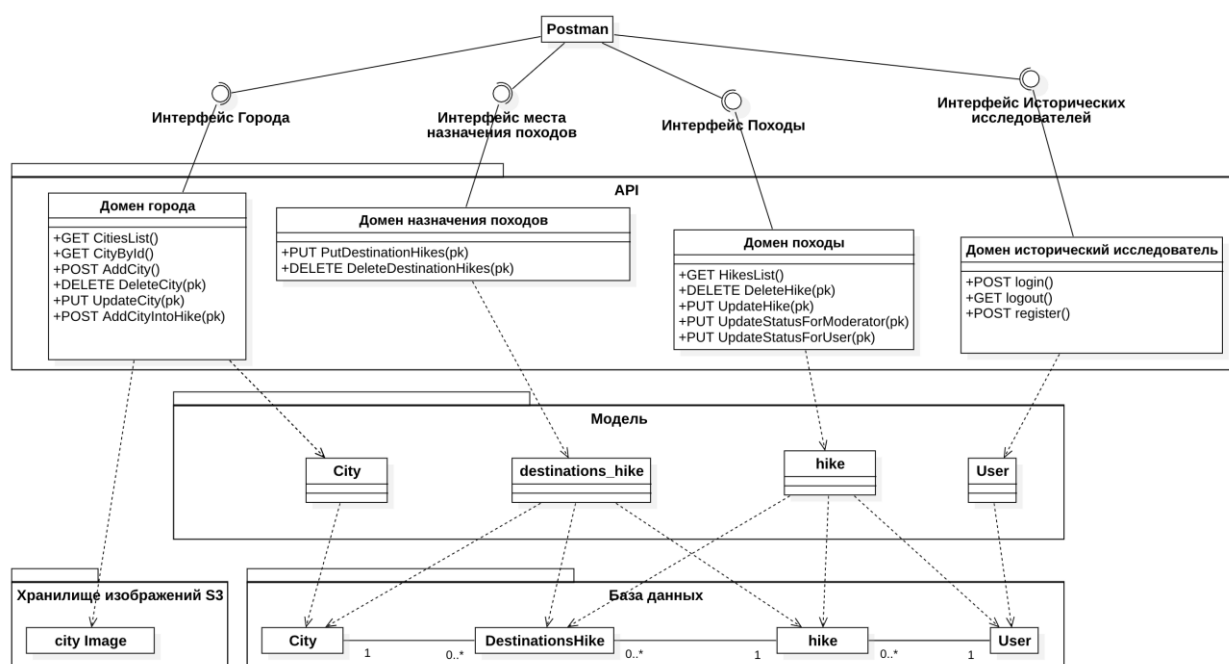 Postman
Интерфейс Города
Интерфейс места
назначения походов
Интерфейс Походы
Интерфейс Исторических
исследователей
API
Домен города
+GET CitiesList()
+GET CityById()
+POST AddCity()
+DELETE DeleteCity(pk)
+PUT UpdateCity(pk)
+POST AddCityIntoHike(pk)
Домен назначения походов
+PUT PutDestinationHikes(pk)
+DELETE DeleteDestinationHikes(pk)
Домен походы
+GET HikesList()
+DELETE DeleteHike(pk)
+PUT UpdateHike(pk)
+PUT UpdateStatusForModerator(pk)
+PUT UpdateStatusForUser(pk)
Домен исторический исследователь
+POST login()
+GET logout()
+POST register()
Модель
City
destinations_hike
hike
User
Хранилище изображений S3
city Image
База данных
City
1
0..*
DestinationsHike
0..*
1
hike
0..*
1
User